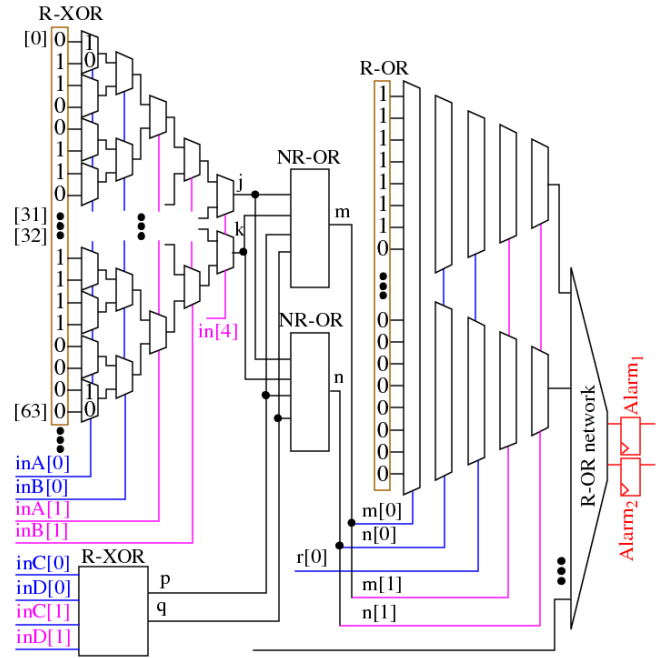 R-XOR
[0]
0
1
1
0
0
1
1
0
1
0
[31]
[32]
1
1
1
1
0
0
0
0
1
0
[63]
j
k
in[4]
NR-OR
m
NR-OR
n
R-OR
1
1
1
1
1
1
1
0
0
0
0
0
0
0
0
0
R-OR network
Alarm1
Alarm2
inA[0]
inB[0]
inA[1]
inB[1]
R-XOR
inC[0]
inD[0]
inC[1]
inD[1]
p
q
m[0]
n[0]
r[0]
m[1]
n[1]